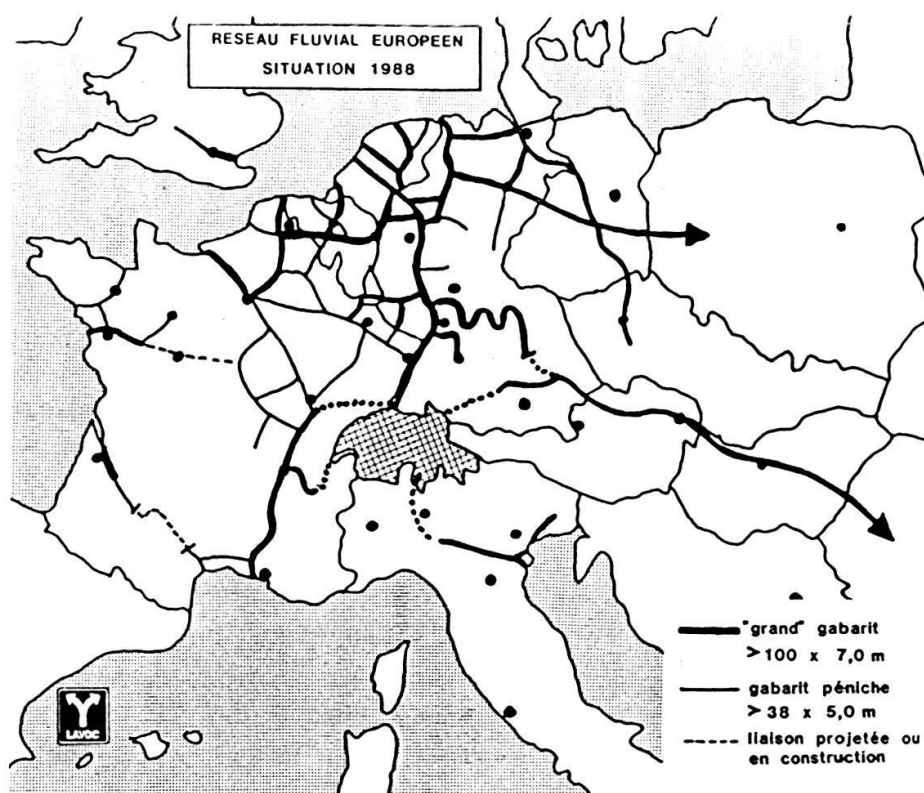 RESEAU FLUVIAL EUROPEEN
SITUATION 1988
"grand" gabarit
> 100 x 7,0 m
gabarit péniche
> 38 x 5,0 m
liaison projetée ou
en construction
LAVOC